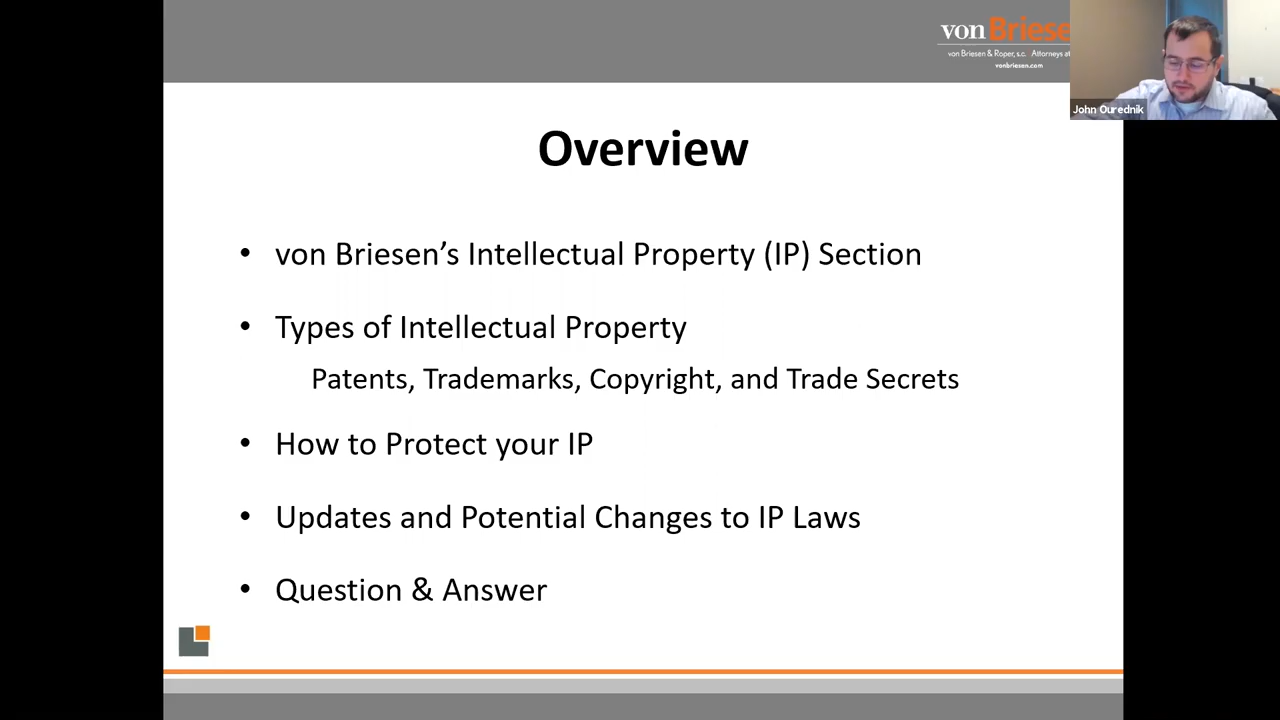 von Briese
von Briesen & Roper, s.c. Attorneys at
vonbriesen.com
John Ourednik
Overview
• von Briesen’s Intellectual Property (IP) Section
• Types of Intellectual Property
Patents, Trademarks, Copyright, and Trade Secrets
• How to Protect your IP
• Updates and Potential Changes to IP Laws
• Question & Answer